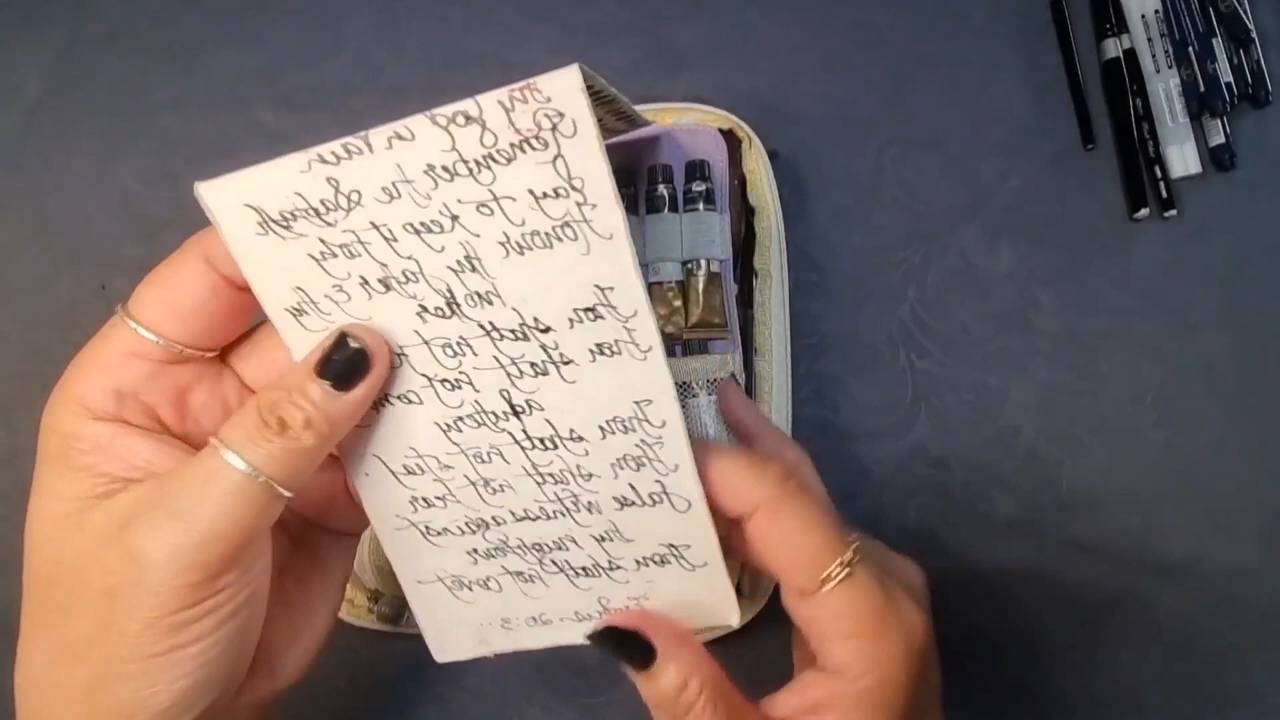 thy god in vain
Remember the Sabbath
Day to keep it holy
Honour thy father & thy
mother
Thou shalt not
Thou shalt not
adultery
Thou shalt not steal.
Thou shalt not bear
false witness against
thy neighbour
Thou shalt not covet
20:3